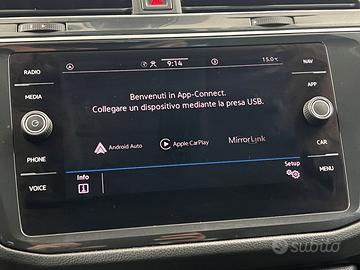 RADIO
MEDIA
PHONE
VOICE
9:14
15.0°C
Benvenuti in App-Connect.
Collegare un dispositivo mediante la presa USB.
Android Auto
Apple CarPlay
MirrorLink
Info
Setup
NAV
APP
CAR
MENU
subito